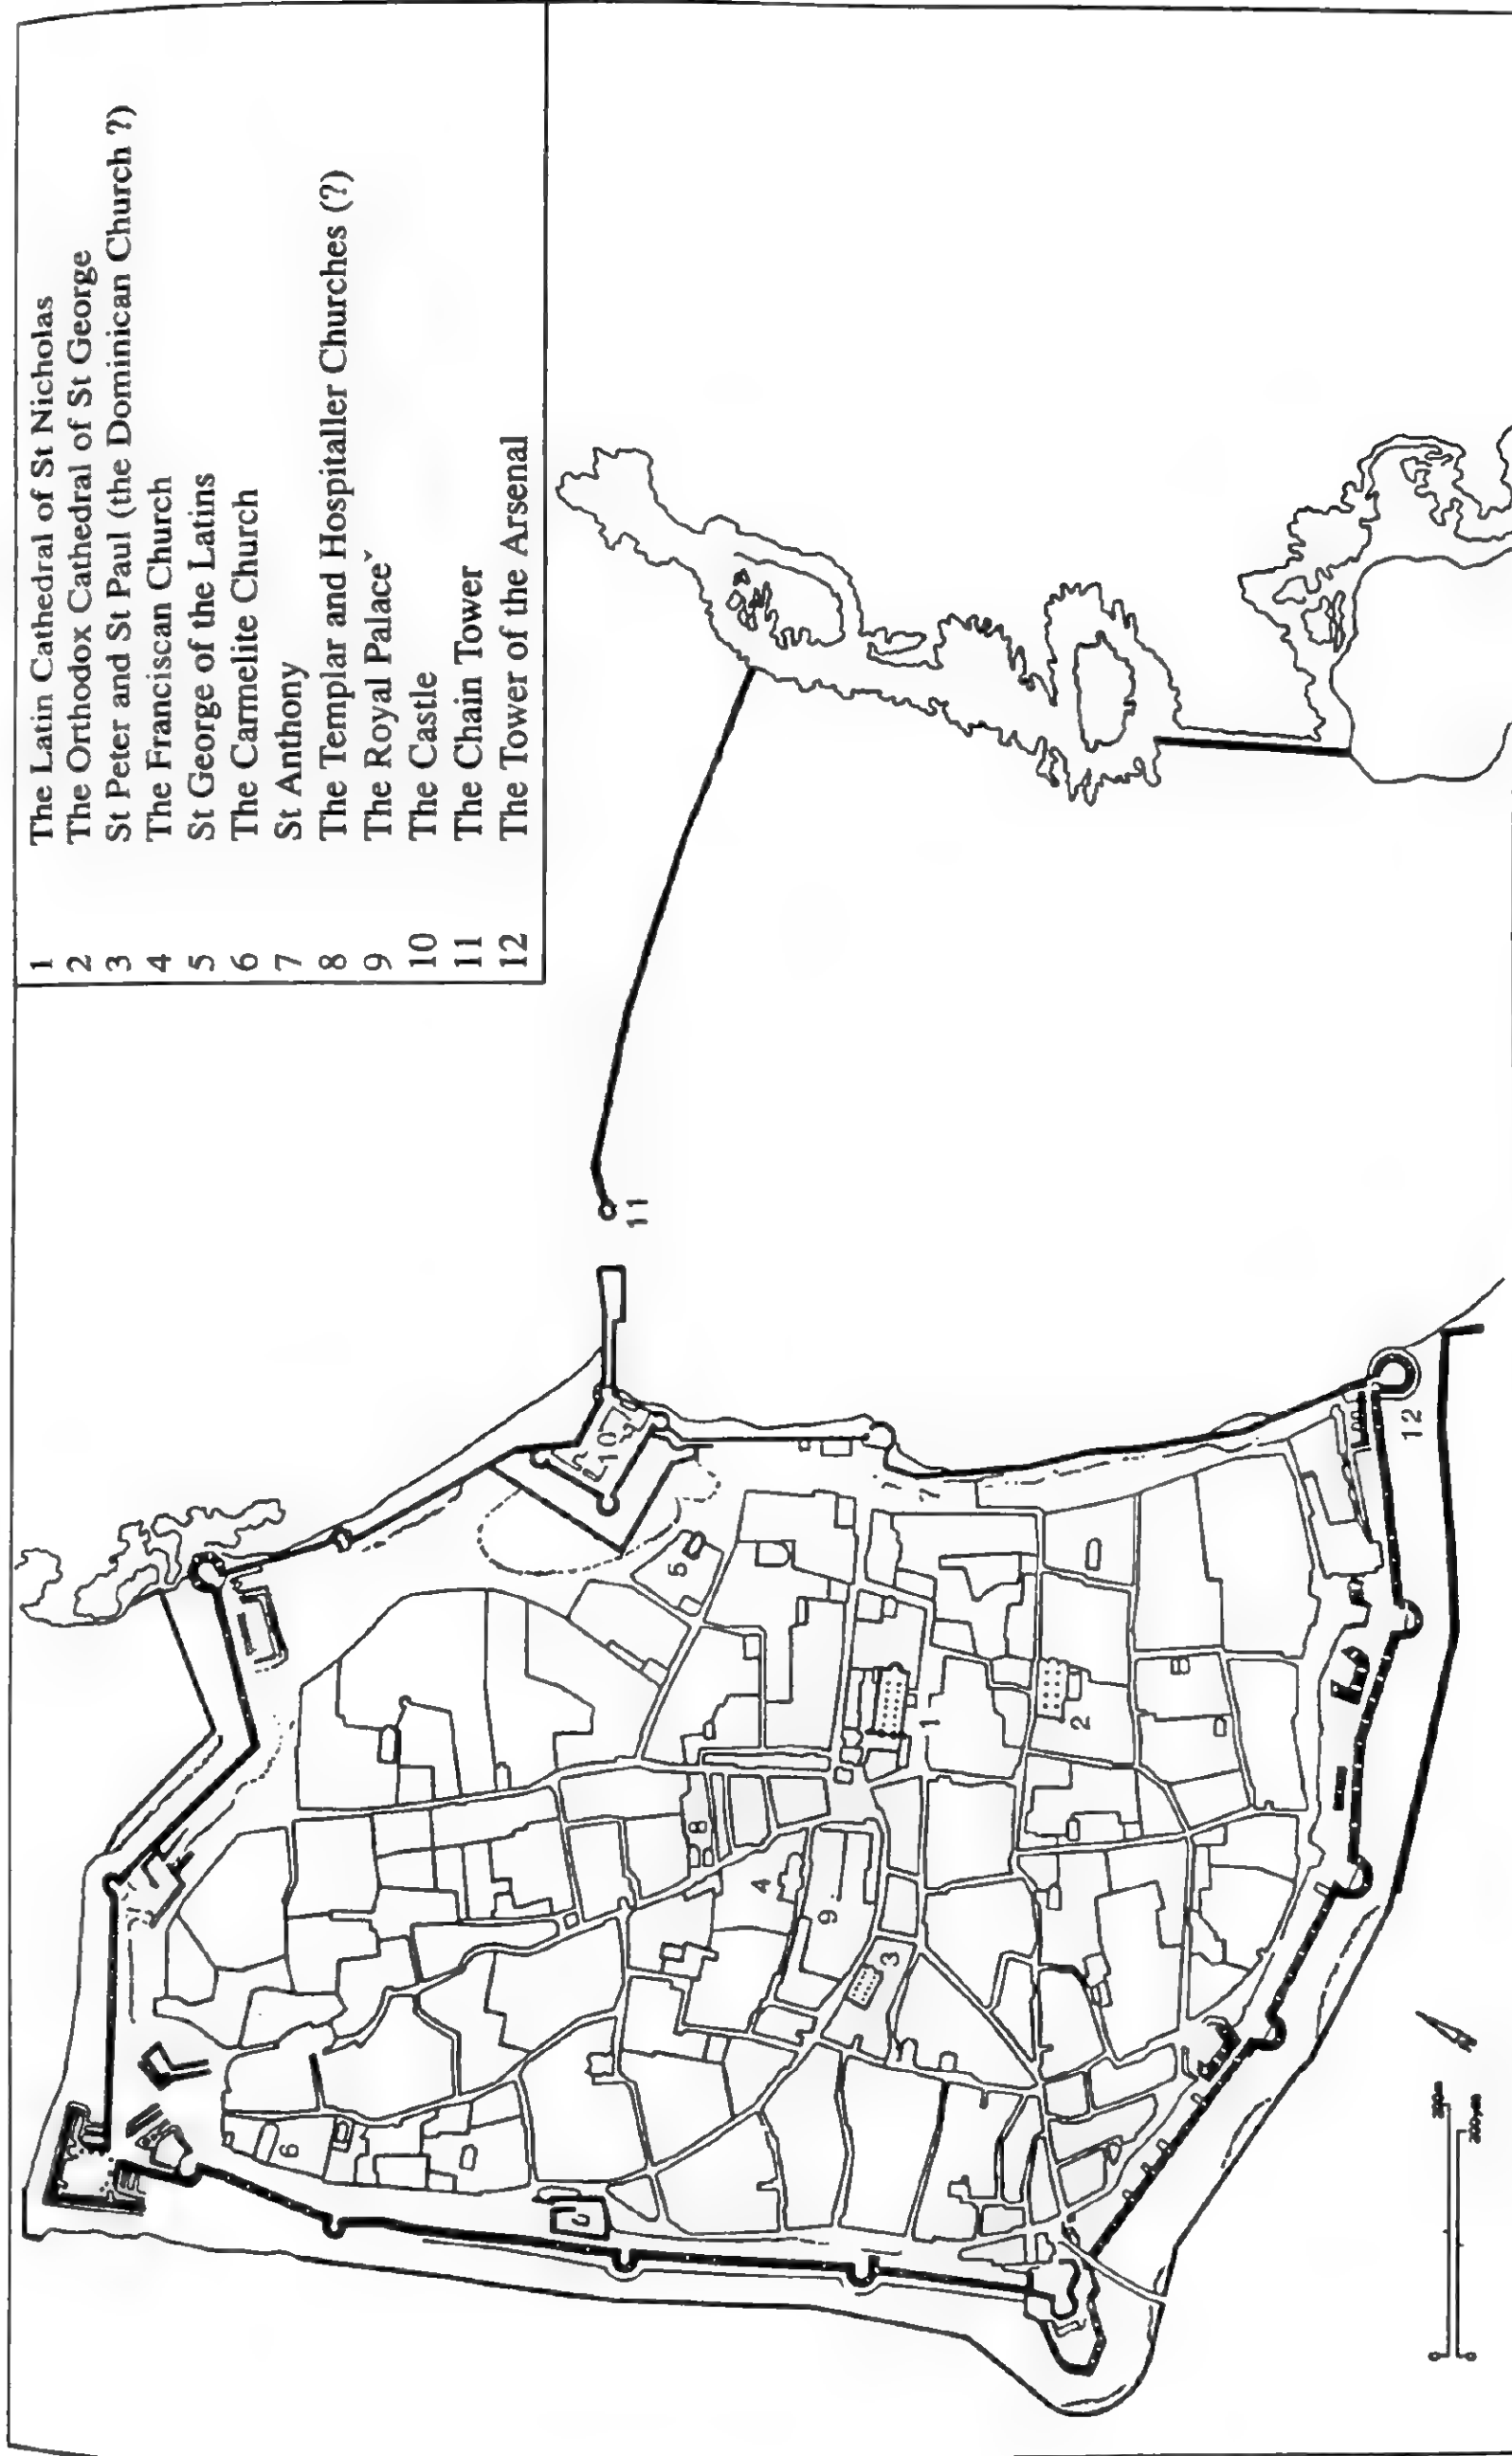 1 The Latin Cathedral of St Nicholas
2 The Orthodox Cathedral of St George
3 St Peter and St Paul (the Dominican Church ?)
4 The Franciscan Church
5 St George of the Latins
6 The Carmelite Church
7 St Anthony
8 The Templar and Hospitaller Churches (?)
9 The Royal Palace
10 The Castle
11 The Chain Tower
12 The Tower of the Arsenal
6
4
8
9
3
1
2
5
10
11
12